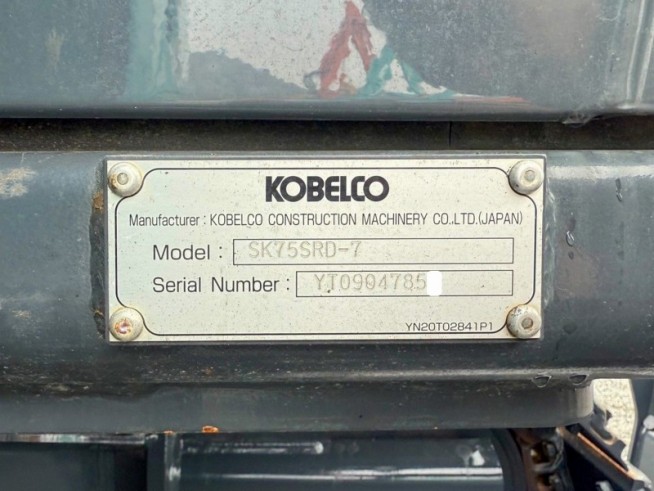 KOBELCO
Manufacturer : KOBELCO CONSTRUCTION MACHINERY CO.LTD.(JAPAN)
Model : SK75SRD-7
Serial Number : YT0904785
YN20T02841P1